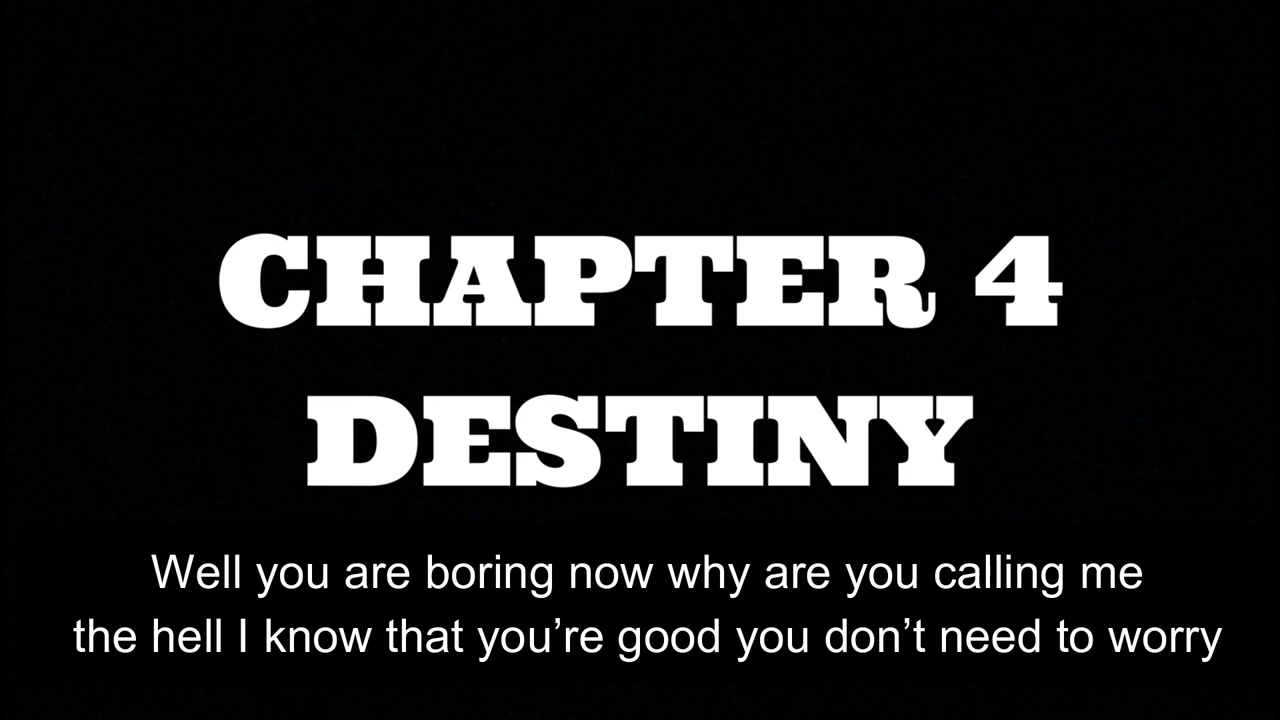 CHAPTER 4
DESTINY
Well you are boring now why are you calling me
the hell I know that you’re good you don’t need to worry